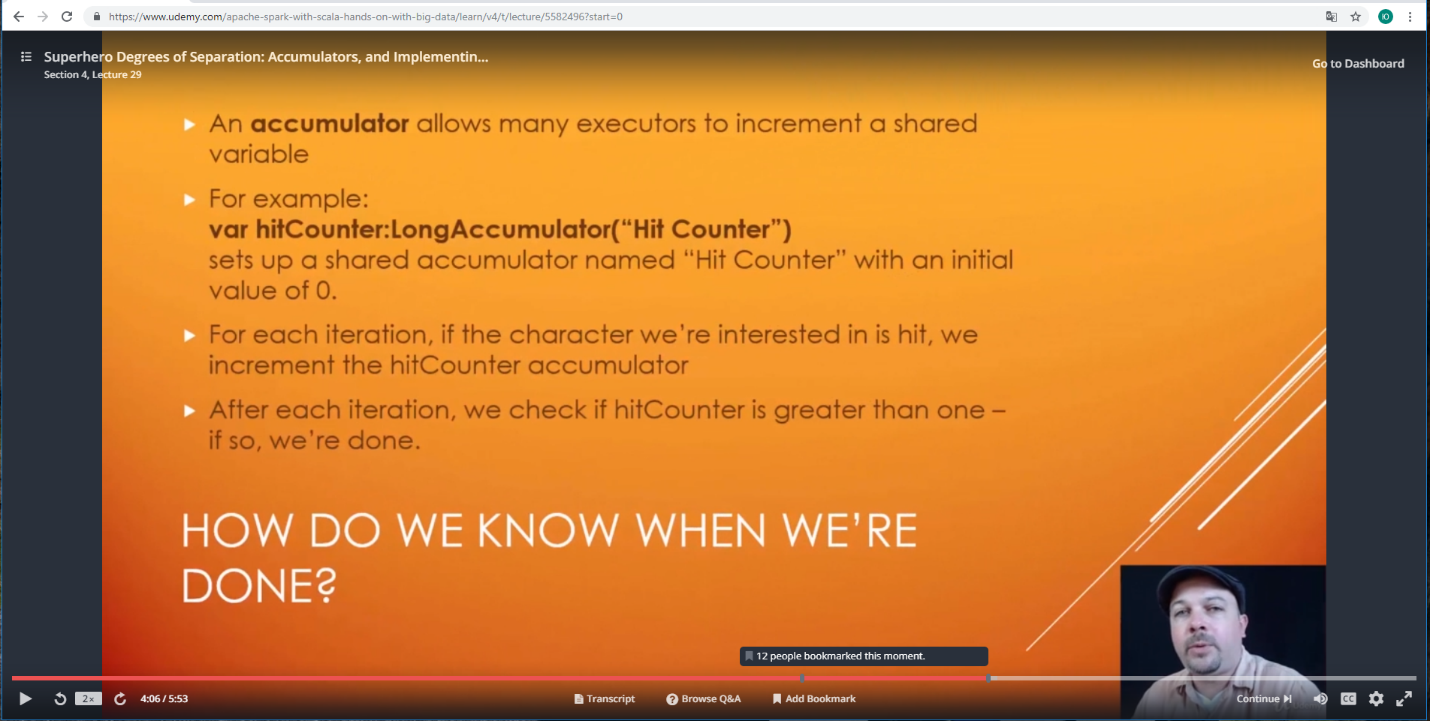 https://www.udemy.com/apache-spark-with-scala-hands-on-with-big-data/learn/v4/t/lecture/5582496?start=0
IO
Superhero Degrees of Separation: Accumulators, and Implementin...
Section 4, Lecture 29
Go to Dashboard
An accumulator allows many executors to increment a shared
variable
For example:
var hitCounter:LongAccumulator(“Hit Counter”)
sets up a shared accumulator named “Hit Counter” with an initial
value of 0.
For each iteration, if the character we’re interested in is hit, we
increment the hitCounter accumulator
After each iteration, we check if hitCounter is greater than one –
if so, we’re done.
HOW DO WE KNOW WHEN WE’RE
DONE?
12 people bookmarked this moment.
2x
4:06 / 5:53
Transcript
Browse Q&A
Add Bookmark
Continue
CC